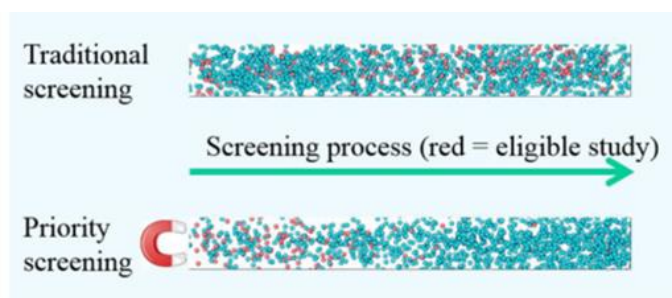 Traditional
screening
Screening process (red = eligible study)
Priority
screening